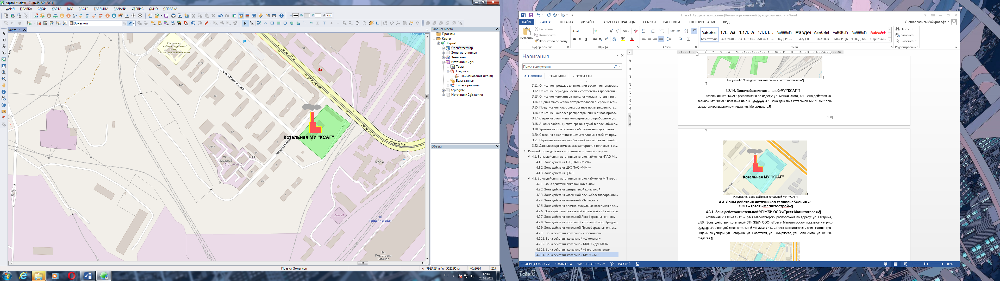 Карта1 * (alex) - ZuluGIS 8.0 (2021)
ФАЙЛ ПРАВКА СЛОЙ КАРТА ВИД РАСТР ТАБЛИЦА ЗАДАЧИ СЕРВИС ОКНО СПРАВКА
Зоны коп
Карта1 *
Социально-
реабилитационный
центр
для несовершеннолетних
улица Менжинского
улица 9 Мая
улица 9 Мая
улица 9 Мая
улица 9 Мая
Заводская улица
Котельная МУ "КСАГ"
Цеха
ООО
Мехснаб
База БОВИД
КПП
КПП
№4
СМУ-2
П/ст 62
Тонколистовая
Цех
Подготовки
Вагонов
Рабочее место
Проекты
Карты
Карта1
OpenStreetMap
Зоны источников
Зоны коп
Источники 2gis
Темы
Надписи
Наименования ист. (0)
Базы данных
Типы и режимы
teplogvs2
Источники 2gis копия
Объект
Правка: Зоны коп
X: 7983.53 м Y: 5622.95 м М1:2694 Z17
RU
12:44
26.01.2023
Глава 1. Существ. положение [Режим ограниченной функциональности] - Word
ФАЙЛ ГЛАВНАЯ ВСТАВКА ДИЗАЙН РАЗМЕТКА СТРАНИЦЫ ССЫЛКИ РАССЫЛКИ РЕЦЕНЗИРОВАНИЕ ВИД
Учетная запись Майкрософт
Вставить
Вырезать
Копировать
Формат по образцу
Буфер обмена
Arial 11
Шрифт
Абзац
Без отступа ЗАГОЛОВ... ЗАГОЛОВ... ЗАГОЛОВ... ПОДРИС... РАЗДЕЛ РИСУНОК ТАБЛИЦА ¶ ПОДПИ... Скрытый...
Стили
Найти
Заменить
Выделить
Редактирование
Навигация
Поиск в документе
ЗАГОЛОВКИ СТРАНИЦЫ РЕЗУЛЬТАТЫ
3.11. Описание процедур диагностики состояния тепловы...
3.12. Описание периодичности и соответствия требовани...
3.13. Описание нормативов технологических потерь при...
3.14. Оценка фактических потерь тепловой энергии и теп...
3.15. Предписания надзорных органов по запрещению д...
3.16. Описание наиболее распространенных типов присо...
3.17. Сведения о наличии коммерческого приборного уч...
3.18. Анализ работы диспетчерских служб теплоснабжаю...
3.19. Уровень автоматизации и обслуживания центральн...
3.20. Сведения о наличии защиты тепловых сетей от пре...
3.21. Перечень выявленных бесхозяйных тепловых сетей...
3.22. Данные энергетических характеристик тепловых сет...
Раздел 4. Зоны действия источников тепловой энергии
4.1. Зоны действия источников теплоснабжения «ПАО М...
4.1.1. Зона действия ТЭЦ ПАО «ММК»
4.1.2. Зона действия ЦЭС ПАО «ММК»
4.1.3. Зона действия ЦЭС-1
4.2. Зоны действия источников теплоснабжения МП трес...
4.2.1. Зона действия пиковой котельной
4.2.2. Зона действия центральной котельной
4.2.3. Зона действия котельной пос. «Железнодорожни...
4.2.4. Зона действия котельной «Западная»
4.2.5. Зона действия блочно-модульная котельная пос....
4.2.6. Зона действия локальной котельной в 71 квартале
4.2.7. Зона действия котельной Левобережных очистн...
4.2.8. Зона действия локальной котельной пос. Приура...
4.2.9. Зона действия котельной Правобережных очист...
4.2.10. Зона действия котельной «Восточная»
4.2.11. Зона действия котельной «Школьная»
4.2.12. Зона действия котельной МДОУ «Д/с №28»
4.2.13. Зона действия котельной «Заготовительная»
4.2.14. Зона действия котельной МУ "КСАГ"
Рисунок 47. Зона действия котельной «Заготовительная»¶
4.2.14. Зона действия котельной МУ "КСАГ"¶
Котельная МУ "КСАГ" расположена по адресу: ул. Менжинского, 1/1. Зона действия ко-
тельной МУ "КСАГ" показана на рис. Рисунок 47. Зона действия котельной МУ "КСАГ" опи-
сывается границами по улицам: ул. Менжинского.¶
138¶
9 Мая
Заводская
Котельная МУ "КСАГ"
Рисунок 48. Зона действия котельной МУ "КСАГ"¶
4.3. Зоны действия источников теплоснабжения
ООО «Трест «Магнитострой»¶
4.3.1. Зона действия котельной УП ЖБИ ООО «Трест Магнитогорск»¶
Котельная УП ЖБИ ООО «Трест Магнитогорск» расположена по адресу: ул. Гагарина,
д.56. Зона действия котельной УП ЖБИ ООО «Трест Магнитогорск» показана на рис.
Рисунок 48. Зона действия котельной УП ЖБИ ООО «Трест Магнитогорск» описывается гра-
ницами по улицам: ул. Гагарина, ул. Советская, ул. Тимирязева, ул. Белинского, ул. Ленин-
градская.¶
СТРАНИЦА 138 ИЗ 250 СТОЛБЕЦ: 34 ЧИСЛО СЛОВ: 61722 РУССКИЙ
80%